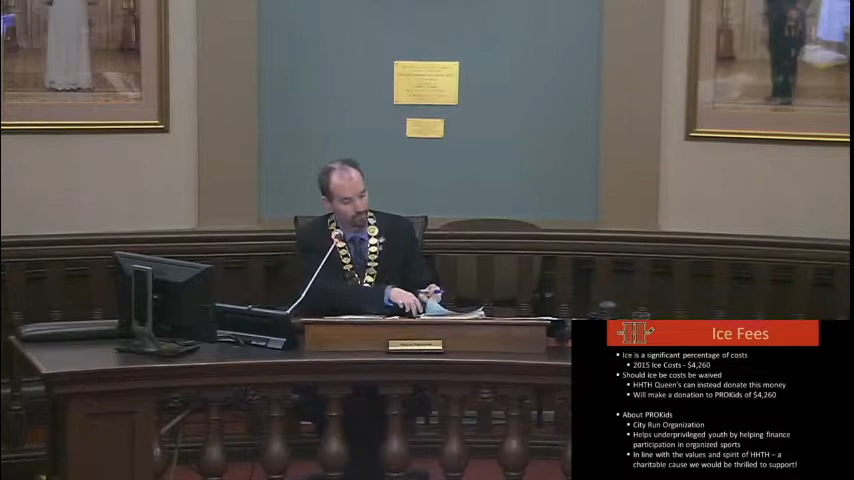 Ice Fees
• Ice is a significant percentage of costs
• 2015 Ice Costs - $4,260
• Should ice be costs be waived
• HHTH Queen's can instead donate this money
• Will make a donation to PROKids of $4,260
• About PROKids
• City Run Organization
• Helps underprivileged youth by helping finance
participation in organized sports
• In line with the values and spirit of HHTH – a
charitable cause we would be thrilled to support!